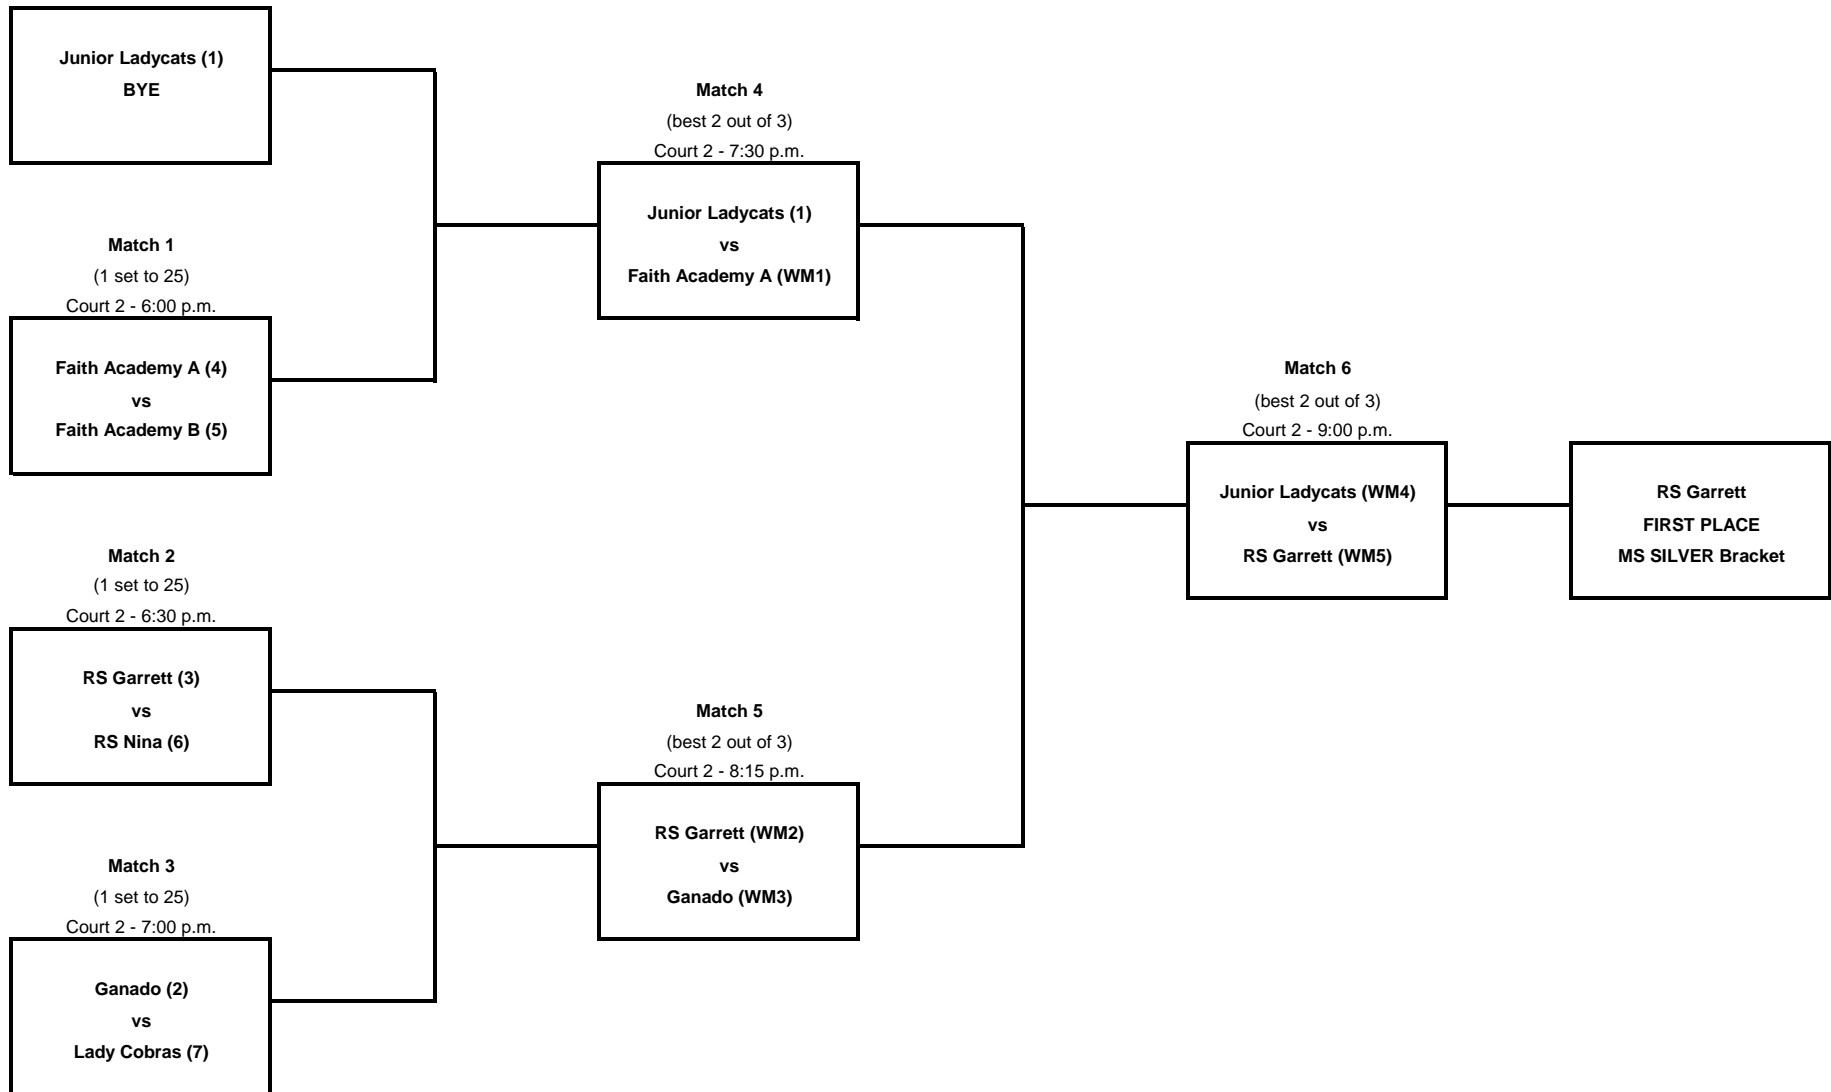 Junior Ladycats (1)
BYE
Match 1
(1 set to 25)
Court 2 - 6:00 p.m.
Faith Academy A (4)
vs
Faith Academy B (5)
Match 2
(1 set to 25)
Court 2 - 6:30 p.m.
RS Garrett (3)
vs
RS Nina (6)
Match 3
(1 set to 25)
Court 2 - 7:00 p.m.
Ganado (2)
vs
Lady Cobras (7)
Match 4
(best 2 out of 3)
Court 2 - 7:30 p.m.
Junior Ladycats (1)
vs
Faith Academy A (WM1)
Match 5
(best 2 out of 3)
Court 2 - 8:15 p.m.
RS Garrett (WM2)
vs
Ganado (WM3)
Match 6
(best 2 out of 3)
Court 2 - 9:00 p.m.
Junior Ladycats (WM4)
vs
RS Garrett (WM5)
RS Garrett
FIRST PLACE
MS SILVER Bracket